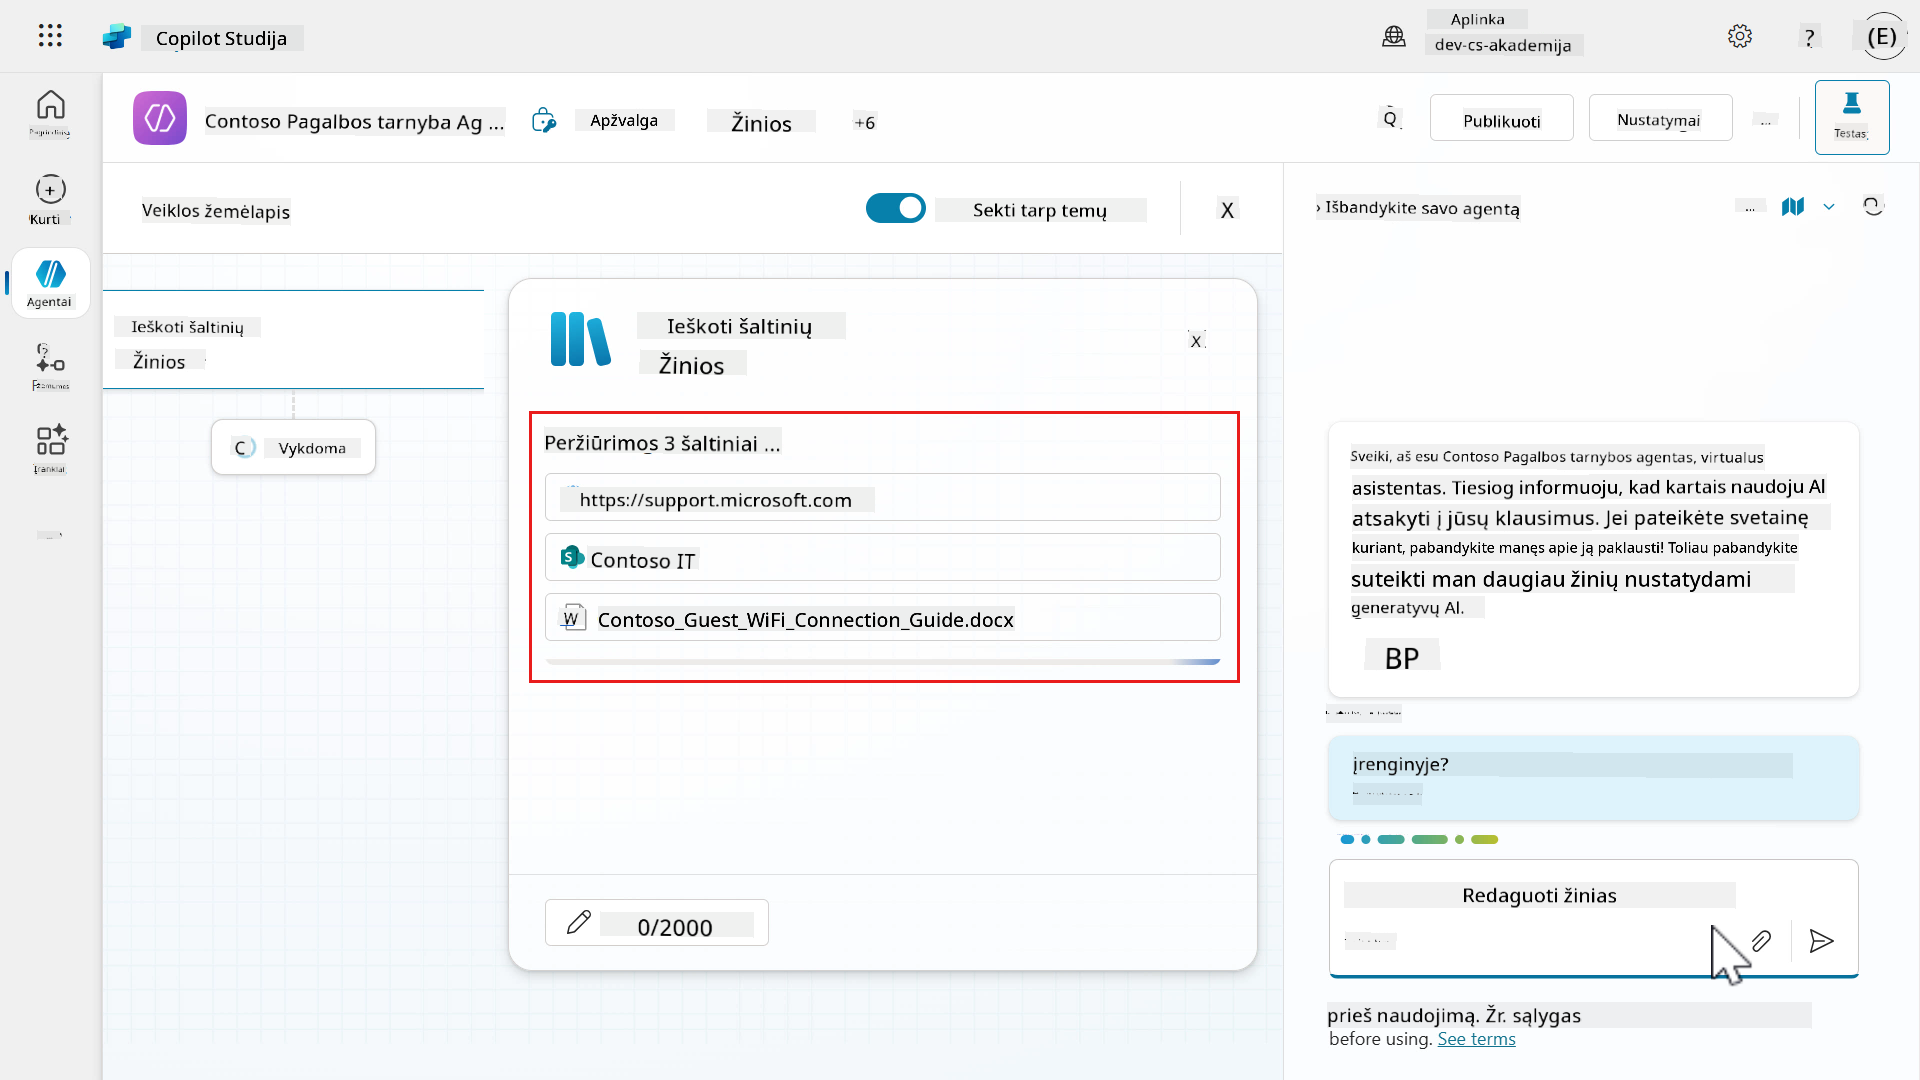 Copilot Studija
Aplinka
dev-cs-akademija
?
(E)
Kurti
Agentai
Įrankiai
Contoso Pagalbos tarnyba Ag ...
Apžvalga
Žinios
+6
Q
Publikuoti
Nustatymai
...
Testas
Veiklos žemėlapis
Sekti tarp temų
X
Ieškoti šaltinių
Žinios
C
Vykdoma
Ieškoti šaltinių
Žinios
X
Peržiūrimos 3 šaltiniai ...
https://support.microsoft.com
Contoso IT
Contoso_Guest_WiFi_Connection_Guide.docx
0/2000
› Išbandykite savo agentą
...
Sveiki, aš esu Contoso Pagalbos tarnybos agentas, virtualus
asistentas. Tiesiog informuoju, kad kartais naudoju AI
atsakyti į jūsų klausimus. Jei pateikėte svetainę
kuriant, pabandykite manęs apie ją paklausti! Toliau pabandykite
suteikti man daugiau žinių nustatydami
generatyvų AI.
BP
įrenginyje?
Redaguoti žinias
prieš naudojimą. Žr. sąlygas
before using. See terms